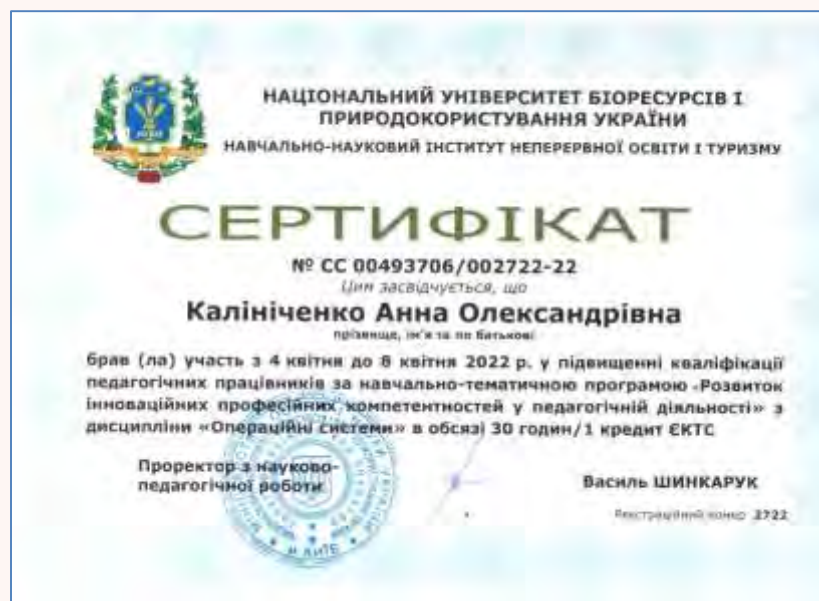 НАЦІОНАЛЬНИЙ УНІВЕРСИТЕТ БІОРЕСУРСІВ І
ПРИРОДОКОРИСТУВАННЯ УКРАЇНИ
НАВЧАЛЬНО-НАУКОВИЙ ІНСТИТУТ НЕПЕРЕРВНОЇ ОСВІТИ І ТУРИЗМУ
СЕРТИФІКАТ
№ СС 00493706/002722-22
Цим засвідчується, що
Калініченко Анна Олександрівна
прізвище, ім'я та по батькові
брав (ла) участь з 4 квітня до 8 квітня 2022 р. у підвищенні кваліфікації
педагогічних працівників за навчально-тематичною програмою «Розвиток
інноваційних професійних компетентностей у педагогічній діяльності» з
дисципліни «Операційні системи» в обсязі 30 годин/1 кредит ЄКТС
Проректор з науково-
педагогічної роботи
Василь ШИНКАРУК
Реєстраційний номер 2722